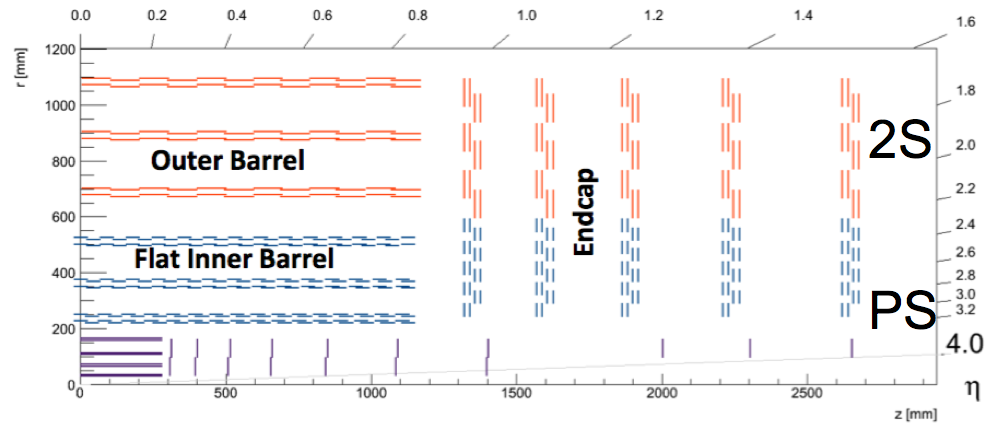 0.0 0.2 0.4 0.6 0.8 1.0 1.2 1.4 1.6
r [mm]
1200
1000
800
600
400
200
0
Outer Barrel
Flat Inner Barrel
Endcap
2S
PS
1.8
2.0
2.2
2.4
2.6
2.8
3.0
3.2
4.0
η
0 500 1000 1500 2000 2500
z [mm]